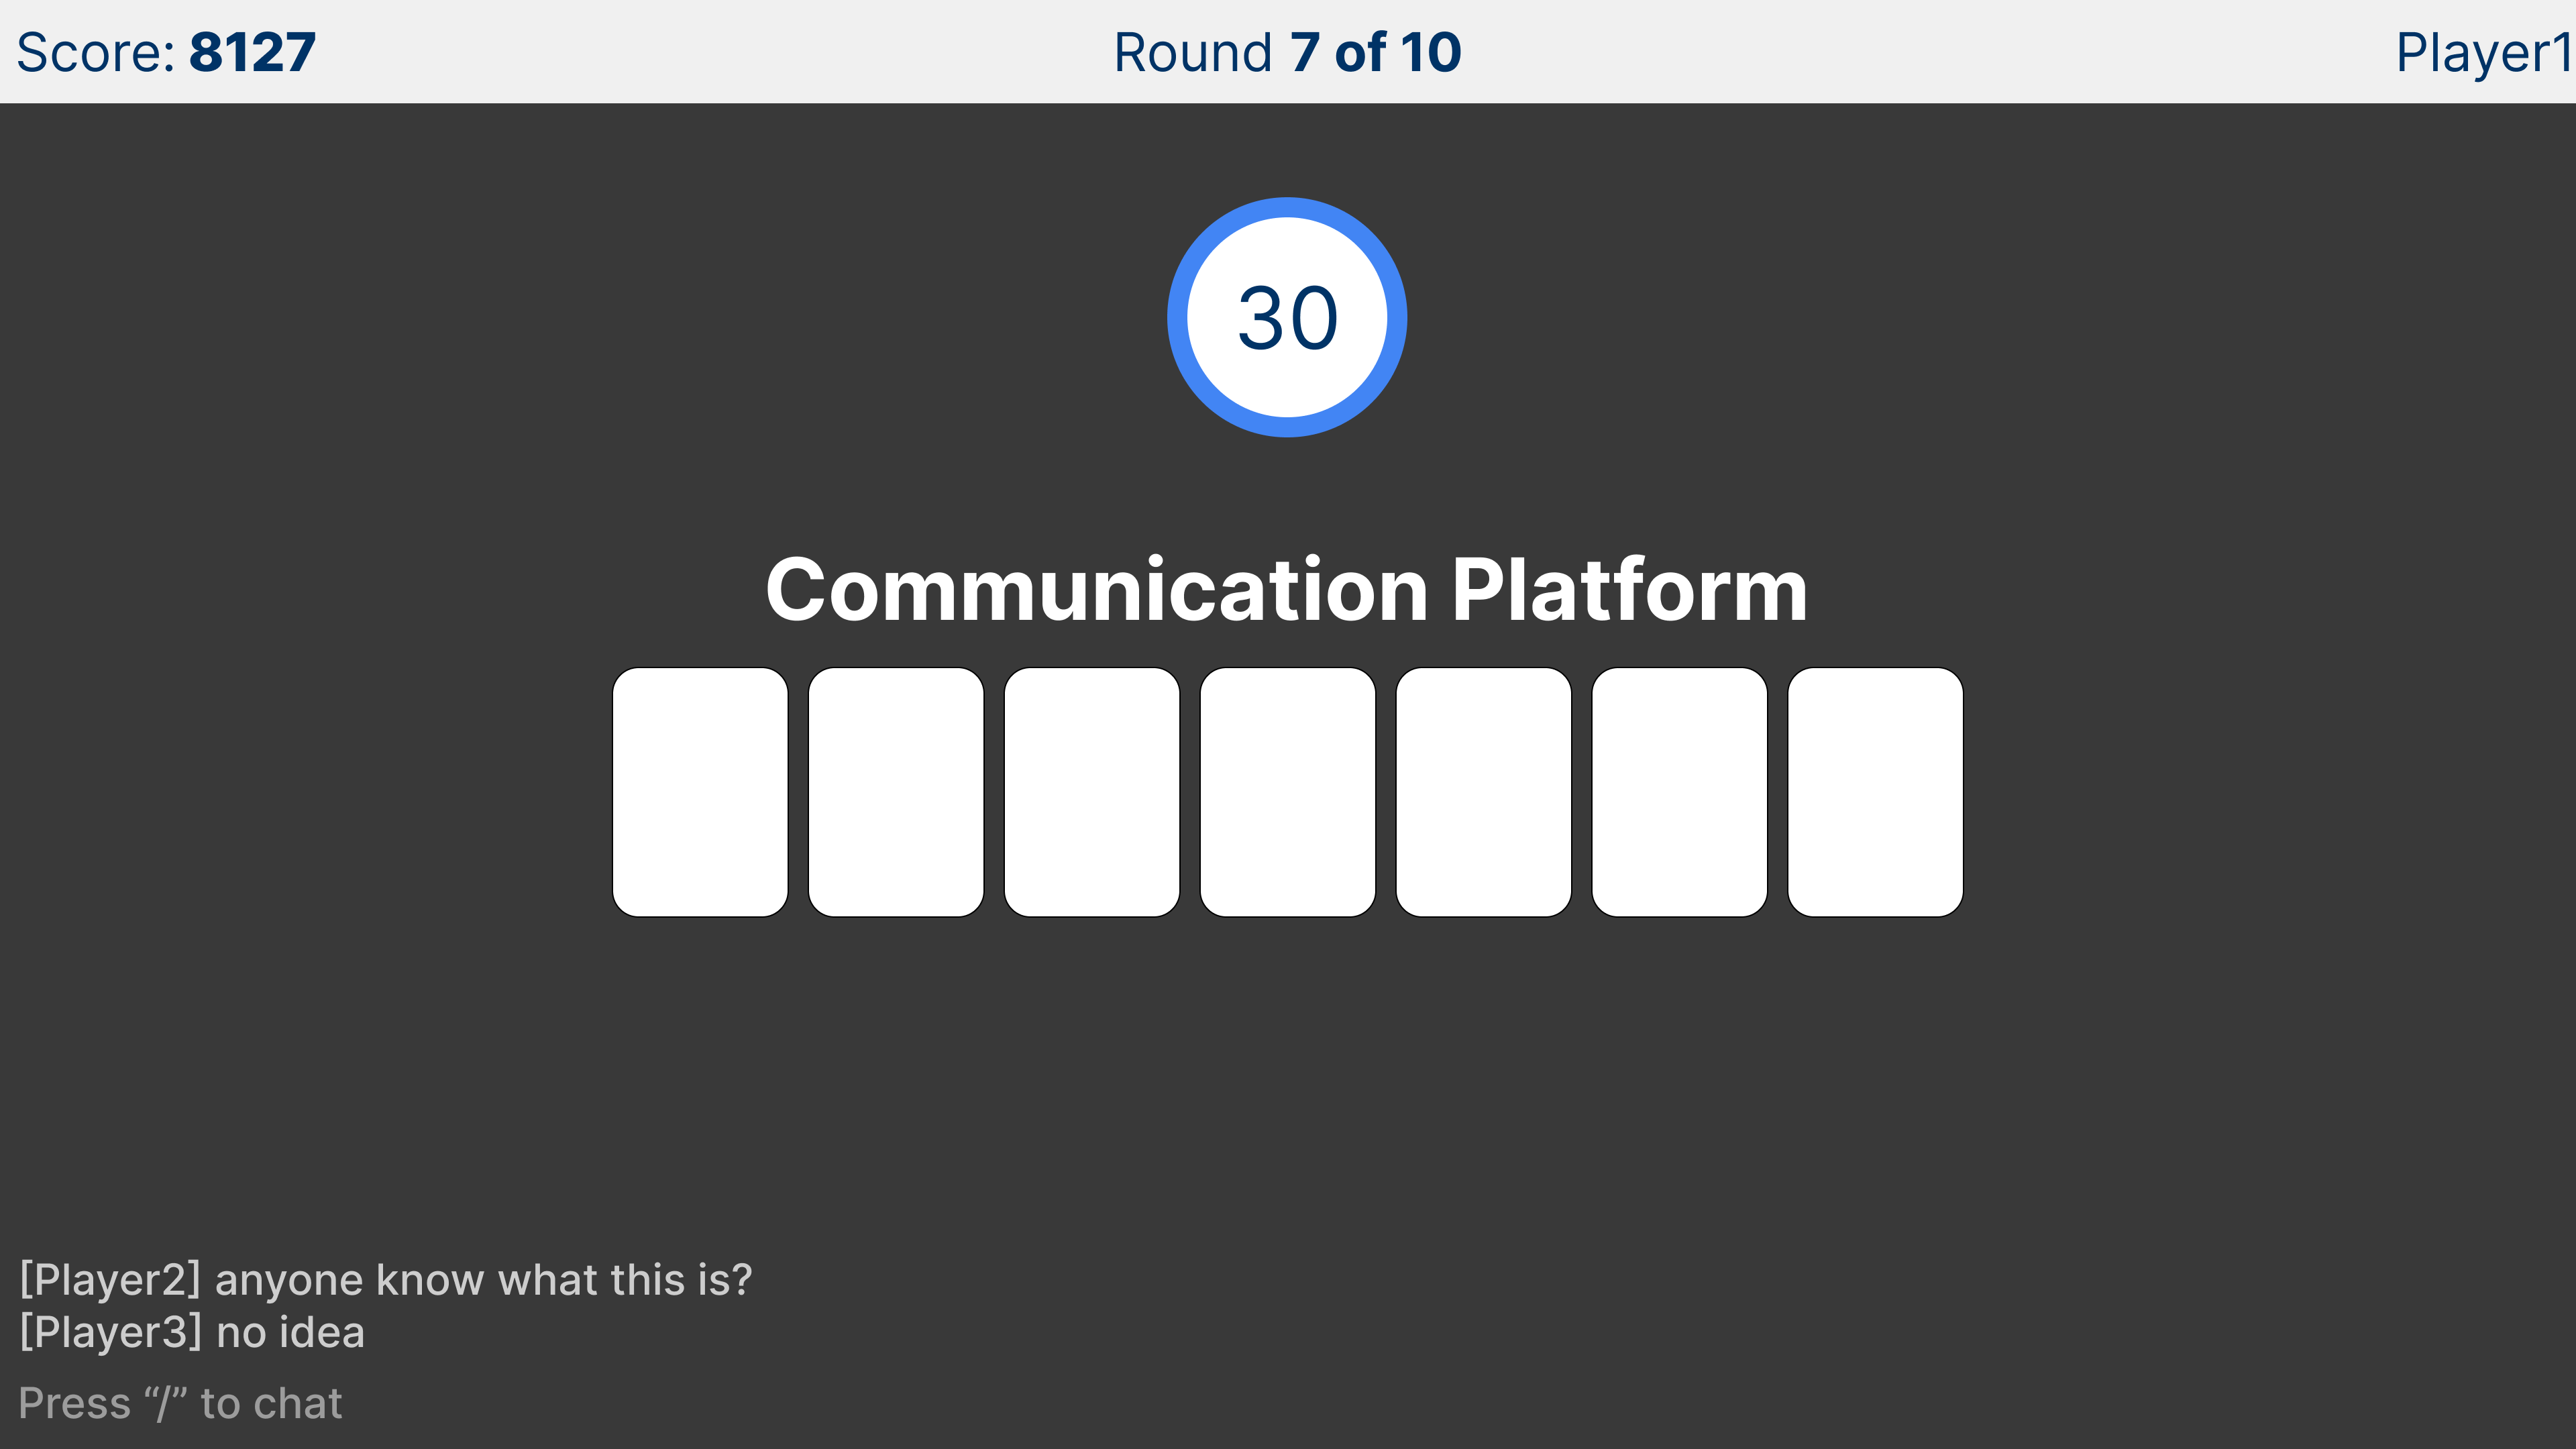 Score: 8127
Round 7 of 10
Player1
30
Communication Platform
[Player2] anyone know what this is?
[Player3] no idea
Press “/” to chat